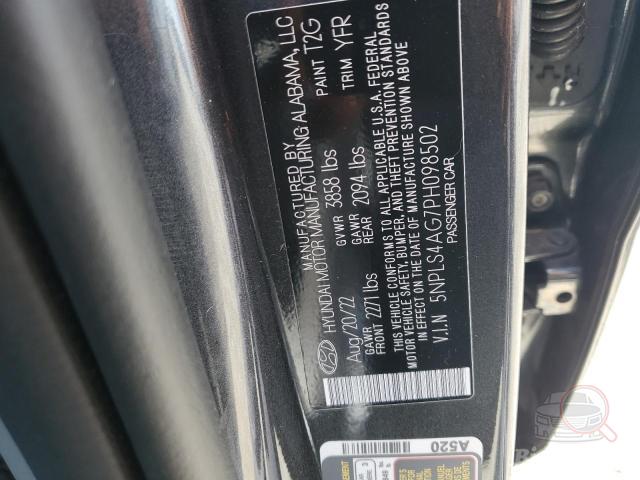 MANUFACTURED BY
HYUNDAI MOTOR MANUFACTURING ALABAMA, LLC
Aug/20/22 GVWR 3858 lbs PAINT T2G
GAWR FRONT 2271 lbs GAWR REAR 2094 lbs TRIM YFR
THIS VEHICLE CONFORMS TO ALL APPLICABLE U.S.A. FEDERAL
MOTOR VEHICLE SAFETY, BUMPER, AND THEFT PREVENTION STANDARDS
IN EFFECT ON THE DATE OF MANUFACTURE SHOWN ABOVE
V.I.N 5NPLS4AG7PH098502
PASSENGER CAR
A520